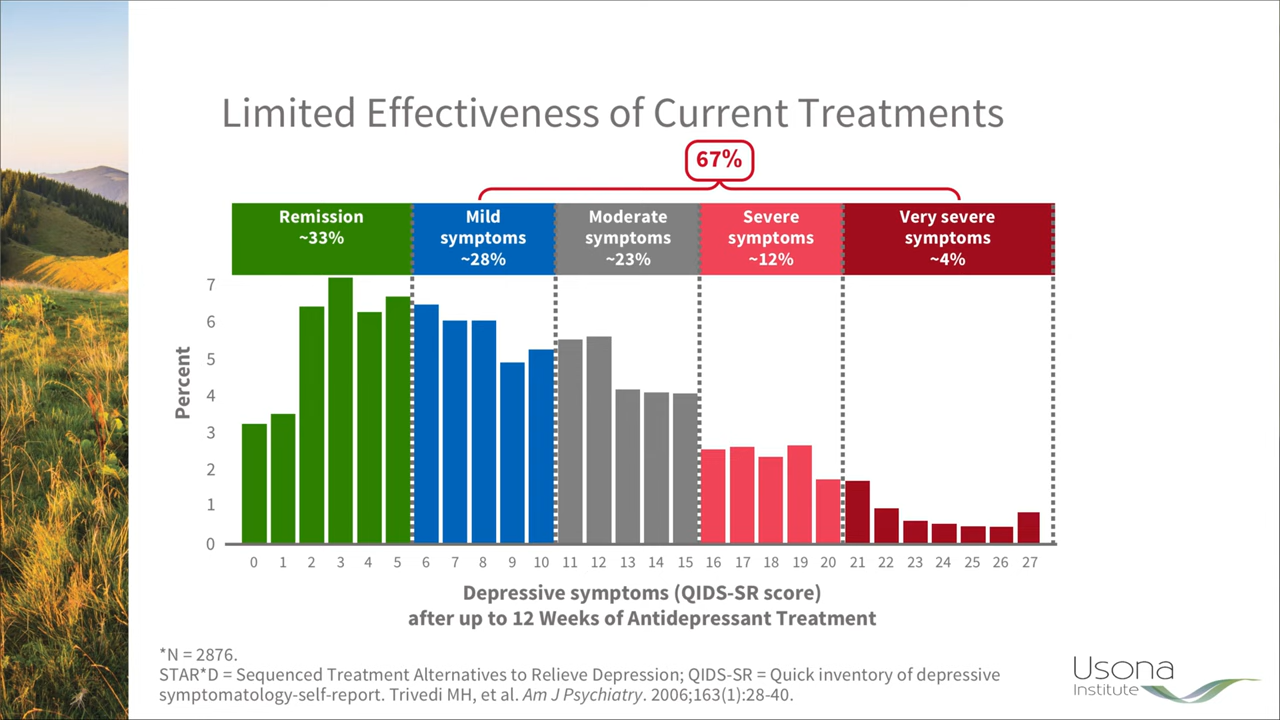 Limited Effectiveness of Current Treatments
67%
Remission
~33%
Mild
symptoms
~28%
Moderate
symptoms
~23%
Severe
symptoms
~12%
Very severe
symptoms
~4%
Percent
7
6
5
4
3
2
1
0
0 1 2 3 4 5 6 7 8 9 10 11 12 13 14 15 16 17 18 19 20 21 22 23 24 25 26 27
Depressive symptoms (QIDS-SR score)
after up to 12 Weeks of Antidepressant Treatment
*N = 2876.
STAR*D = Sequenced Treatment Alternatives to Relieve Depression; QIDS-SR = Quick inventory of depressive
symptomatology-self-report. Trivedi MH, et al. Am J Psychiatry. 2006;163(1):28-40.
Usona
Institute